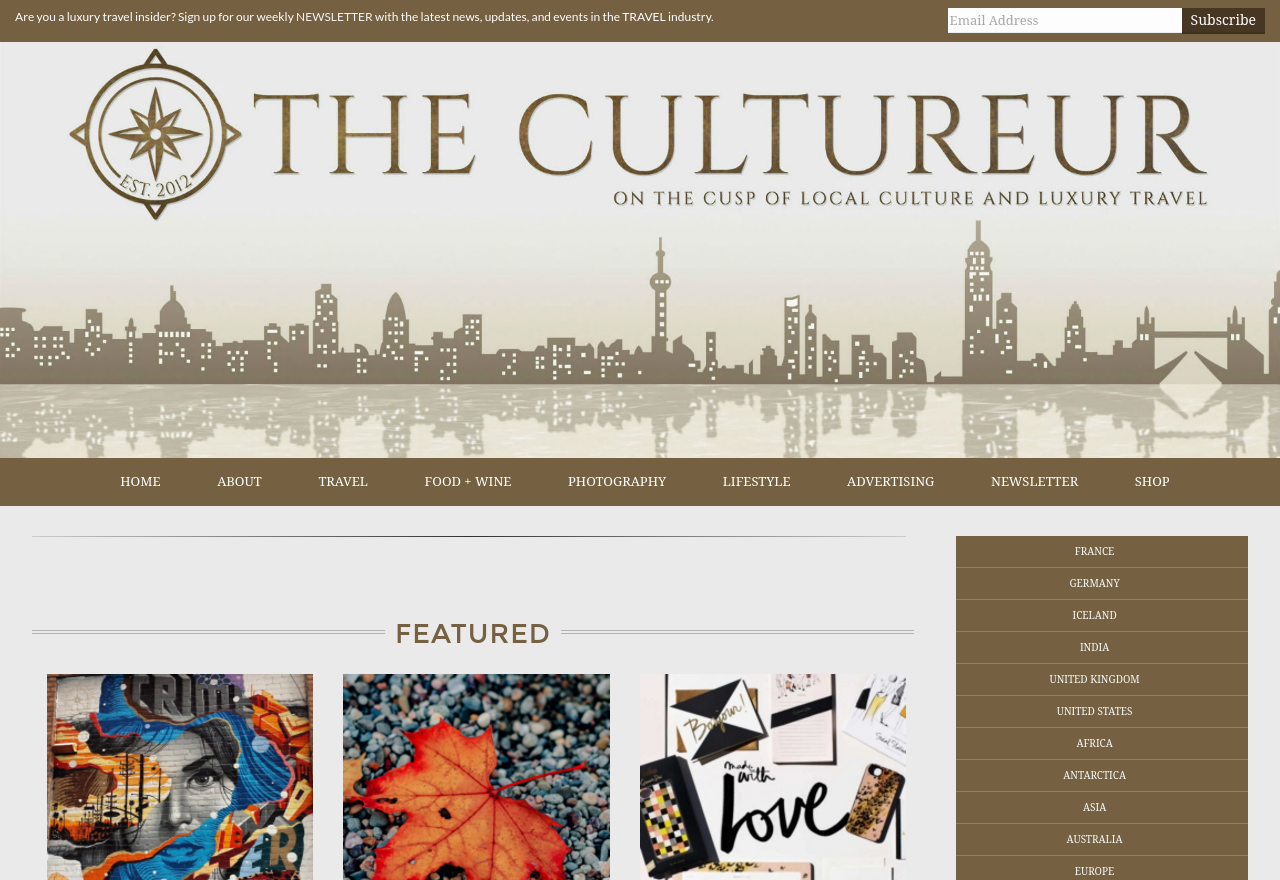 Are you a luxury travel insider? Sign up for our weekly NEWSLETTER with the latest news, updates, and events in the TRAVEL industry.
Email Address
Subscribe
THE CULTUREUR
EST. 2012
ON THE CUSP OF LOCAL CULTURE AND LUXURY TRAVEL
HOME
ABOUT
TRAVEL
FOOD + WINE
PHOTOGRAPHY
LIFESTYLE
ADVERTISING
NEWSLETTER
SHOP
FEATURED
Bonjour!
made with
Love
FRANCE
GERMANY
ICELAND
INDIA
UNITED KINGDOM
UNITED STATES
AFRICA
ANTARCTICA
ASIA
AUSTRALIA
EUROPE